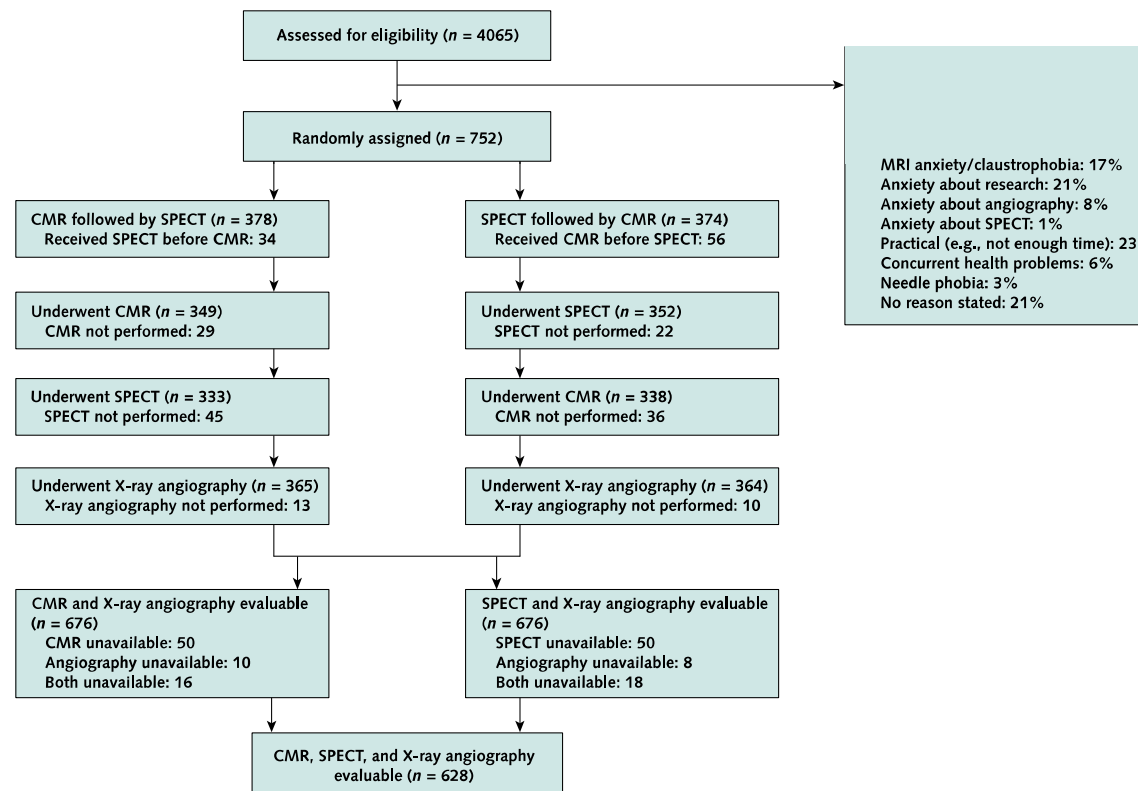 Assessed for eligibility (n = 4065)
Randomly assigned (n = 752)
MRI anxiety/claustrophobia: 17%
Anxiety about research: 21%
Anxiety about angiography: 8%
Anxiety about SPECT: 1%
Practical (e.g., not enough time): 23
Concurrent health problems: 6%
Needle phobia: 3%
No reason stated: 21%
CMR followed by SPECT (n = 378)
Received SPECT before CMR: 34
SPECT followed by CMR (n = 374)
Received CMR before SPECT: 56
Underwent CMR (n = 349)
CMR not performed: 29
Underwent SPECT (n = 352)
SPECT not performed: 22
Underwent SPECT (n = 333)
SPECT not performed: 45
Underwent CMR (n = 338)
CMR not performed: 36
Underwent X-ray angiography (n = 365)
X-ray angiography not performed: 13
Underwent X-ray angiography (n = 364)
X-ray angiography not performed: 10
CMR and X-ray angiography evaluable
(n = 676)
CMR unavailable: 50
Angiography unavailable: 10
Both unavailable: 16
SPECT and X-ray angiography evaluable
(n = 676)
SPECT unavailable: 50
Angiography unavailable: 8
Both unavailable: 18
CMR, SPECT, and X-ray angiography
evaluable (n = 628)